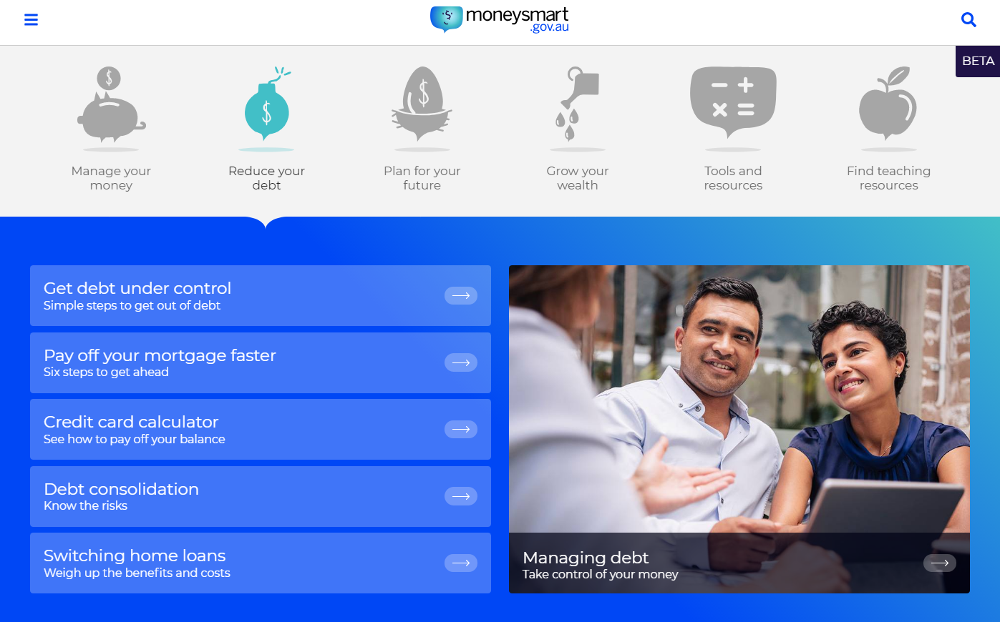 moneysmart
.gov.au
BETA
Manage your
money
Reduce your
debt
Plan for your
future
Grow your
wealth
Tools and
resources
Find teaching
resources
Get debt under control
Simple steps to get out of debt
Pay off your mortgage faster
Six steps to get ahead
Credit card calculator
See how to pay off your balance
Debt consolidation
Know the risks
Switching home loans
Weigh up the benefits and costs
Managing debt
Take control of your money